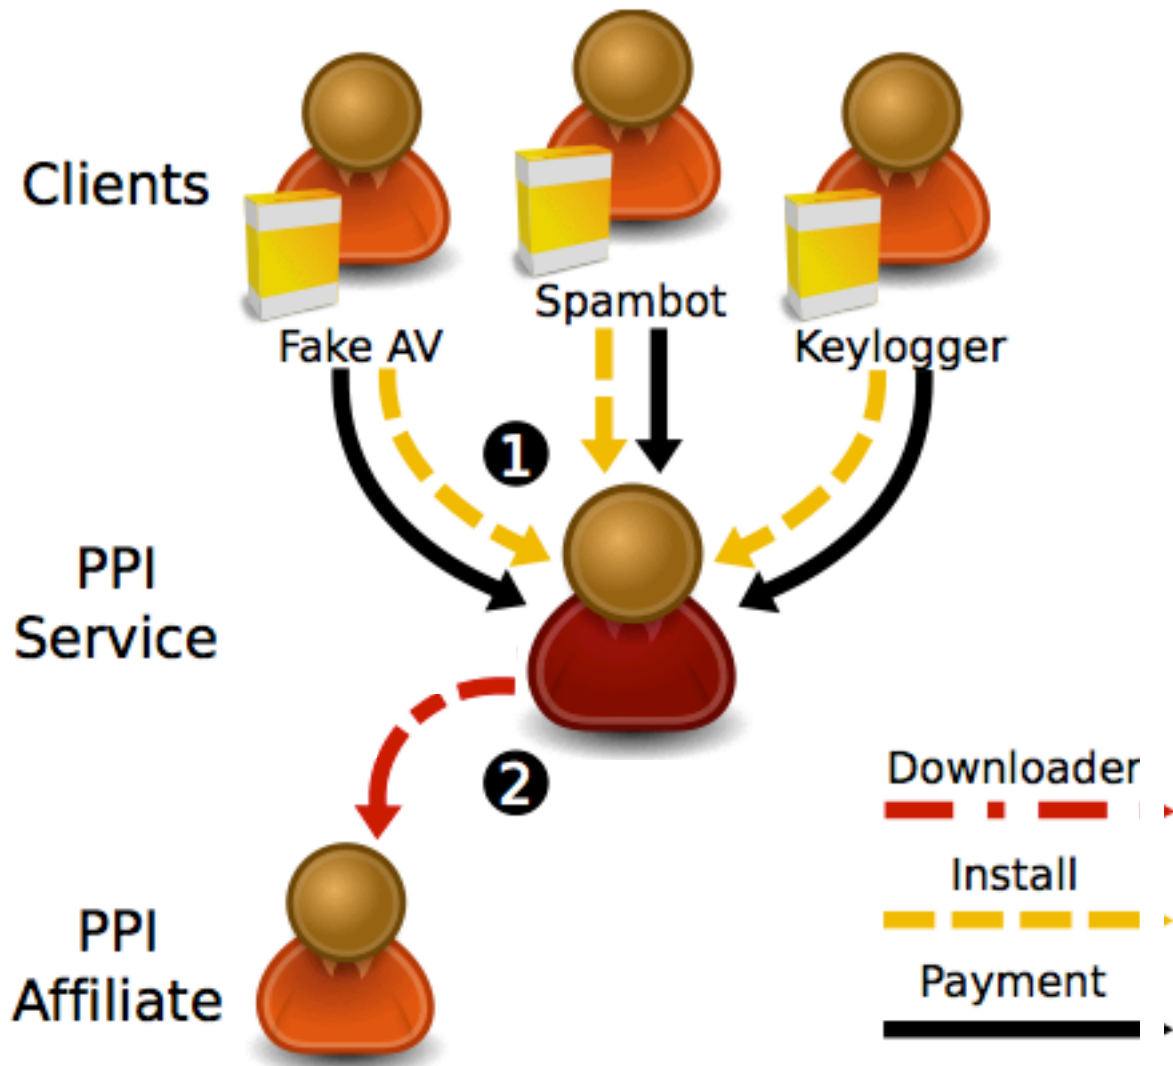 Clients
Fake AV
Spambot
Keylogger
1
PPI
Service
2
PPI
Affiliate
Downloader
Install
Payment